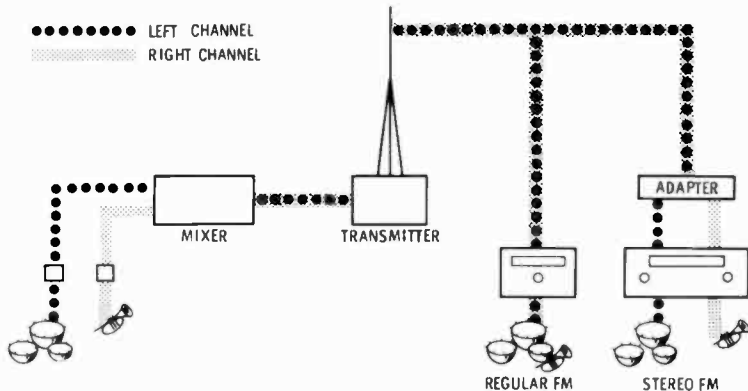 LEFT CHANNEL
RIGHT CHANNEL
ADAPTER
MIXER
TRANSMITTER
REGULAR FM
STEREO FM